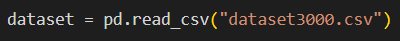 dataset = pd.read_csv("dataset3000.csv")